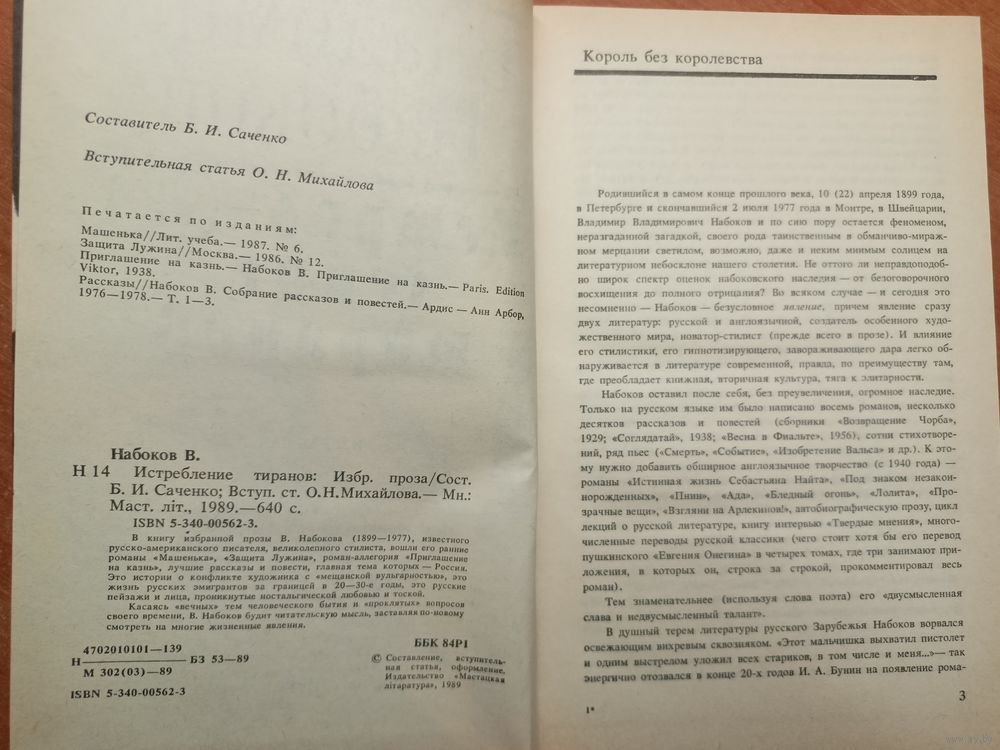 Составитель Б. И. Саченко
Вступительная статья О. Н. Михайлова
Печатается по изданиям:
Машенька//Лит. учеба.— 1987. № 6.
Защита Лужина//Москва.— 1986. № 12.
Приглашение на казнь.— Набоков В. Приглашение на казнь.— Paris. Edition
Viktor, 1938.
Рассказы//Набоков В. Собрание рассказов и повестей.— Ардис — Анн Арбор,
1976—1978.— Т. 1—3.
Набоков В.
Н 14 Истребление тиранов: Избр. проза/Сост.
Б. И. Саченко; Вступ. ст. О.Н.Михайлова.— Мн.:
Маст. літ., 1989.—640 с.
ISBN 5-340-00562-3.
В книгу избранной прозы В. Набокова (1899—1977), известного
русско-американского писателя, великолепного стилиста, вошли его ранние
романы «Машенька», «Защита Лужина», роман-аллегория «Приглашение
на казнь», лучшие рассказы и повести, главная тема которых — Россия.
Это истории о конфликте художника с «мещанской вульгарностью», это
жизнь русских эмигрантов за границей в 20—30-е годы, это русские
пейзажи и лица, проникнутые ностальгической любовью и тоской.
Касаясь «вечных» тем человеческого бытия и «проклятых» вопросов
своего времени, В. Набоков будит читательскую мысль, заставляя по-новому
смотреть на многие жизненные явления.
4702010101—139
Н БЗ 53—89
М 302(03)—89
ББК 84Р1
ISBN 5-340-00562-3
© Составление, вступитель-
ная статья, оформление.
Издательство «Мастацкая
літаратура», 1989
Король без королевства
Родившийся в самом конце прошлого века, 10 (22) апреля 1899 года,
в Петербурге и скончавшийся 2 июля 1977 года в Монтре, в Швейцарии,
Владимир Владимирович Набоков и по сию пору остается феноменом,
неразгаданной загадкой, своего рода таинственным в обманчиво-мираж-
ном мерцании светилом, возможно, даже и неким мнимым солнцем на
литературном небосклоне нашего столетия. Не оттого ли неправдоподоб-
но широк спектр оценок набоковского наследия — от безоговорочного
восхищения до полного отрицания? Во всяком случае — и сегодня это
несомненно — Набоков — безусловное явление, причем явление сразу
двух литератур: русской и англоязычной, создатель особенного худо-
жественного мира, новатор-стилист (прежде всего в прозе). И влияние
его стилистики, его гипнотизирующего, завораживающего дара легко об-
наруживается в литературе современной, правда, по преимуществу там,
где преобладает книжная, вторичная культура, тяга к элитарности.
Набоков оставил после себя, без преувеличения, огромное наследие.
Только на русском языке им было написано восемь романов, несколько
десятков рассказов и повестей (сборники «Возвращение Чорба»,
1929; «Соглядатай», 1938; «Весна в Фиальте», 1956), сотни стихотворе-
ний, ряд пьес («Смерть», «Событие», «Изобретение Вальса» и др.). К это-
му нужно добавить обширное англоязычное творчество (с 1940 года) —
романы «Истинная жизнь Себастьяна Найта», «Под знаком незакон-
норожденных», «Пнин», «Ада», «Бледный огонь», «Лолита», «Про-
зрачные вещи», «Взгляни на Арлекинов!», автобиографическую прозу, цикл
лекций о русской литературе, книгу интервью «Твердые мнения», много-
численные переводы русской классики (чего стоит хотя бы его перевод
пушкинского «Евгения Онегина» в четырех томах, где три занимают при-
ложения, в которых он, строка за строкой, прокомментировал весь
роман).
Тем знаменательнее (используя слова поэта) его «двусмысленная
слава и недвусмысленный талант».
В душный терем литературы русского Зарубежья Набоков ворвался
освежающим вихревым сквозняком. «Этот мальчишка выхватил пистолет
и одним выстрелом уложил всех стариков, в том числе и меня...»— так
энергично отозвался в конце 20-х годов И. А. Бунин на появление рома-
1*
3